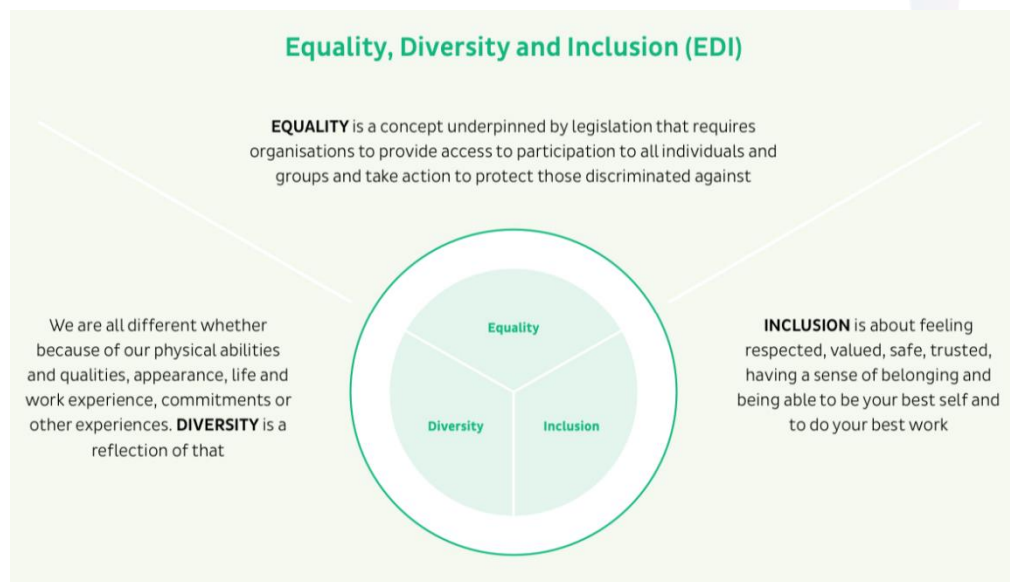 Equality, Diversity and Inclusion (EDI)
EQUALITY is a concept underpinned by legislation that requires
organisations to provide access to participation to all individuals and
groups and take action to protect those discriminated against
We are all different whether
because of our physical abilities
and qualities, appearance, life and
work experience, commitments or
other experiences. DIVERSITY is a
reflection of that
Equality
Diversity
Inclusion
INCLUSION is about feeling
respected, valued, safe, trusted,
having a sense of belonging and
being able to be your best self and
to do your best work